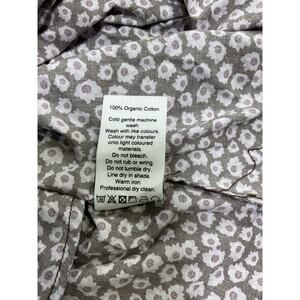 100% Organic Cotton
Cold gentle machine
wash.
Wash with like colours.
Colour may transfer
onto light coloured
materials.
Do not bleach.
Do not rub or wring.
Do not tumble dry.
Line dry in shade.
Warm iron.
Professional dry clean.